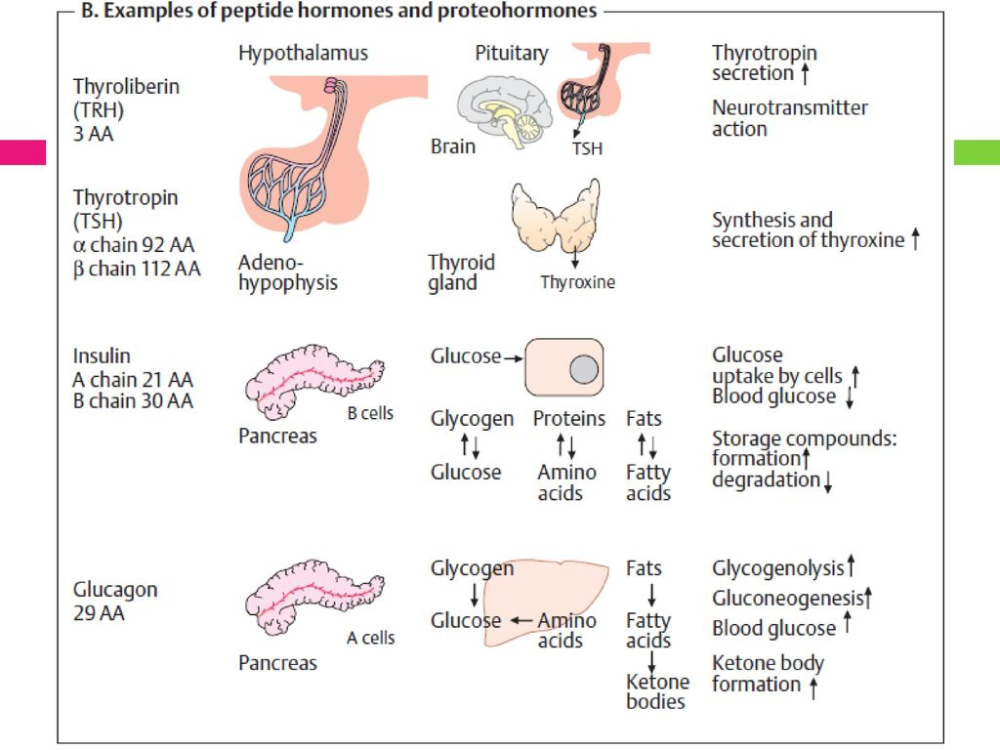 B. Examples of peptide hormones and proteohormones
Thyroliberin
(TRH)
3 AA
Hypothalamus
Pituitary
Brain
TSH
Thyrotropin
secretion ↑
Neurotransmitter
action
Thyrotropin
(TSH)
α chain 92 AA
β chain 112 AA
Adeno-
hypophysis
Thyroid
gland
Thyroxine
Synthesis and
secretion of thyroxine ↑
Insulin
A chain 21 AA
B chain 30 AA
B cells
Pancreas
Glucose →
Glycogen Proteins Fats
↑↓ ↑↓ ↑↓
Glucose Amino Fatty
acids acids
Glucose
uptake by cells ↑
Blood glucose ↓
Storage compounds:
formation ↑
degradation ↓
Glucagon
29 AA
A cells
Pancreas
Glycogen Fats
↓ ↓
Glucose ← Amino Fatty
acids acids
↓
Ketone
bodies
Glycogenolysis ↑
Gluconeogenesis ↑
Blood glucose ↑
Ketone body
formation ↑